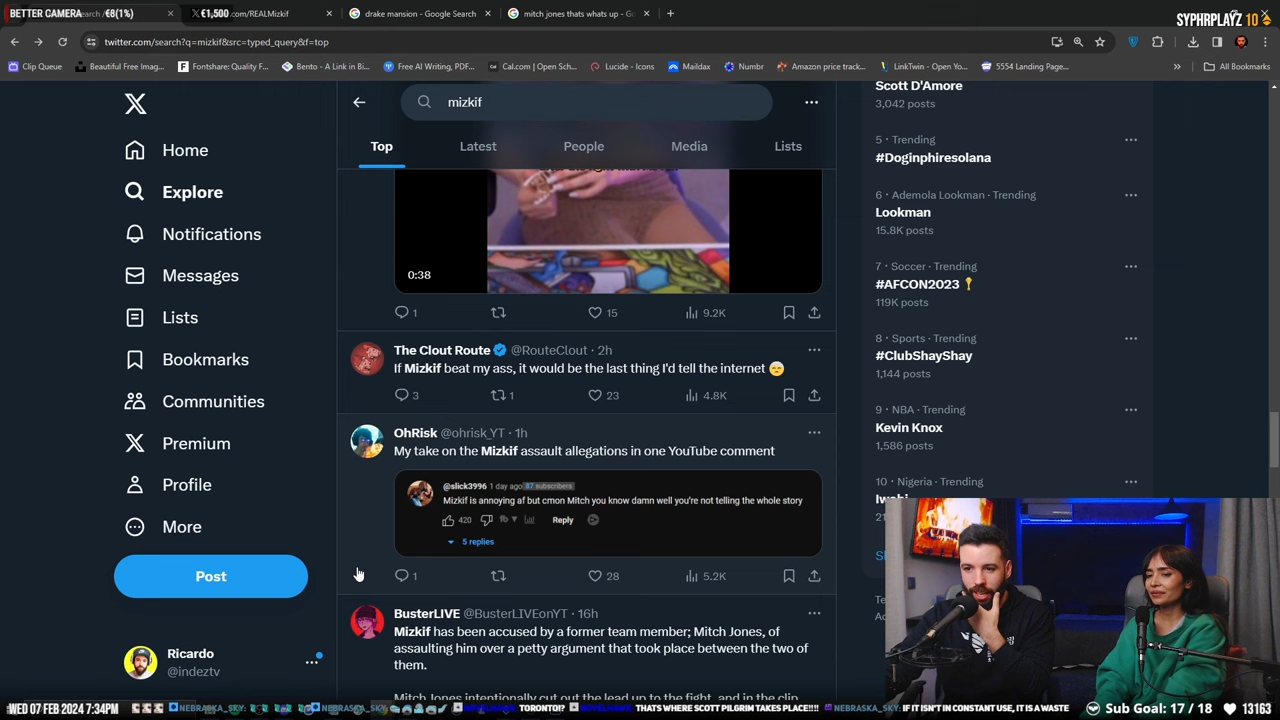 BETTER CAMERA €8(1%)
€1,500
.com/REALMizkif
drake mansion - Google Search
mitch jones thats whats up - G
SYPHRPLAYZ 10
twitter.com/search?q=mizkif&src=typed_query&f=top
Clip Queue
Beautiful Free Imag...
Fontshare: Quality F...
Bento - A Link in Bi...
Free AI Writing, PDF...
Cal.com | Open Sch...
Lucide - Icons
Maildax
Numbr
Amazon price track...
LinkTwin - Open Yo...
5554 Landing Page...
All Bookmarks
mizkif
Top
Latest
People
Media
Lists
Home
Explore
Notifications
Messages
Lists
Bookmarks
Communities
Premium
Profile
More
Post
Ricardo
@indeztv
0:38
1
15
9.2K
The Clout Route @RouteClout · 2h
If Mizkif beat my ass, it would be the last thing I'd tell the internet
3
1
23
4.8K
OhRisk @ohrisk_YT · 1h
My take on the Mizkif assault allegations in one YouTube comment
@slick3996 1 day ago 87 subscribers
Mizkif is annoying af but cmon Mitch you know damn well you're not telling the whole story
420
Reply
5 replies
1
28
5.2K
BusterLIVE @BusterLIVEonYT · 16h
Mizkif has been accused by a former team member; Mitch Jones, of
assaulting him over a petty argument that took place between the two of
them.
Mitch Jones intentionally cut out the lead up to the fight, and in the clip
Scott D'Amore
3,042 posts
5 · Trending
#Doginphiresolana
6 · Ademola Lookman · Trending
Lookman
15.8K posts
7 · Soccer · Trending
#AFCON2023
119K posts
8 · Sports · Trending
#ClubShayShay
1,144 posts
9 · NBA · Trending
Kevin Knox
1,586 posts
10 · Nigeria · Trending
WED 07 FEB 2024 7:34PM
NEBRASKA_SKY:
NEBRASKA_SKY:
TORONTO!!
THATS WHERE SCOTT PILGRIM TAKES PLACE!!!!
NEBRASKA_SKY: IF IT ISN'T IN CONSTANT USE, IT IS A WASTE
Sub Goal: 17 / 18
13163